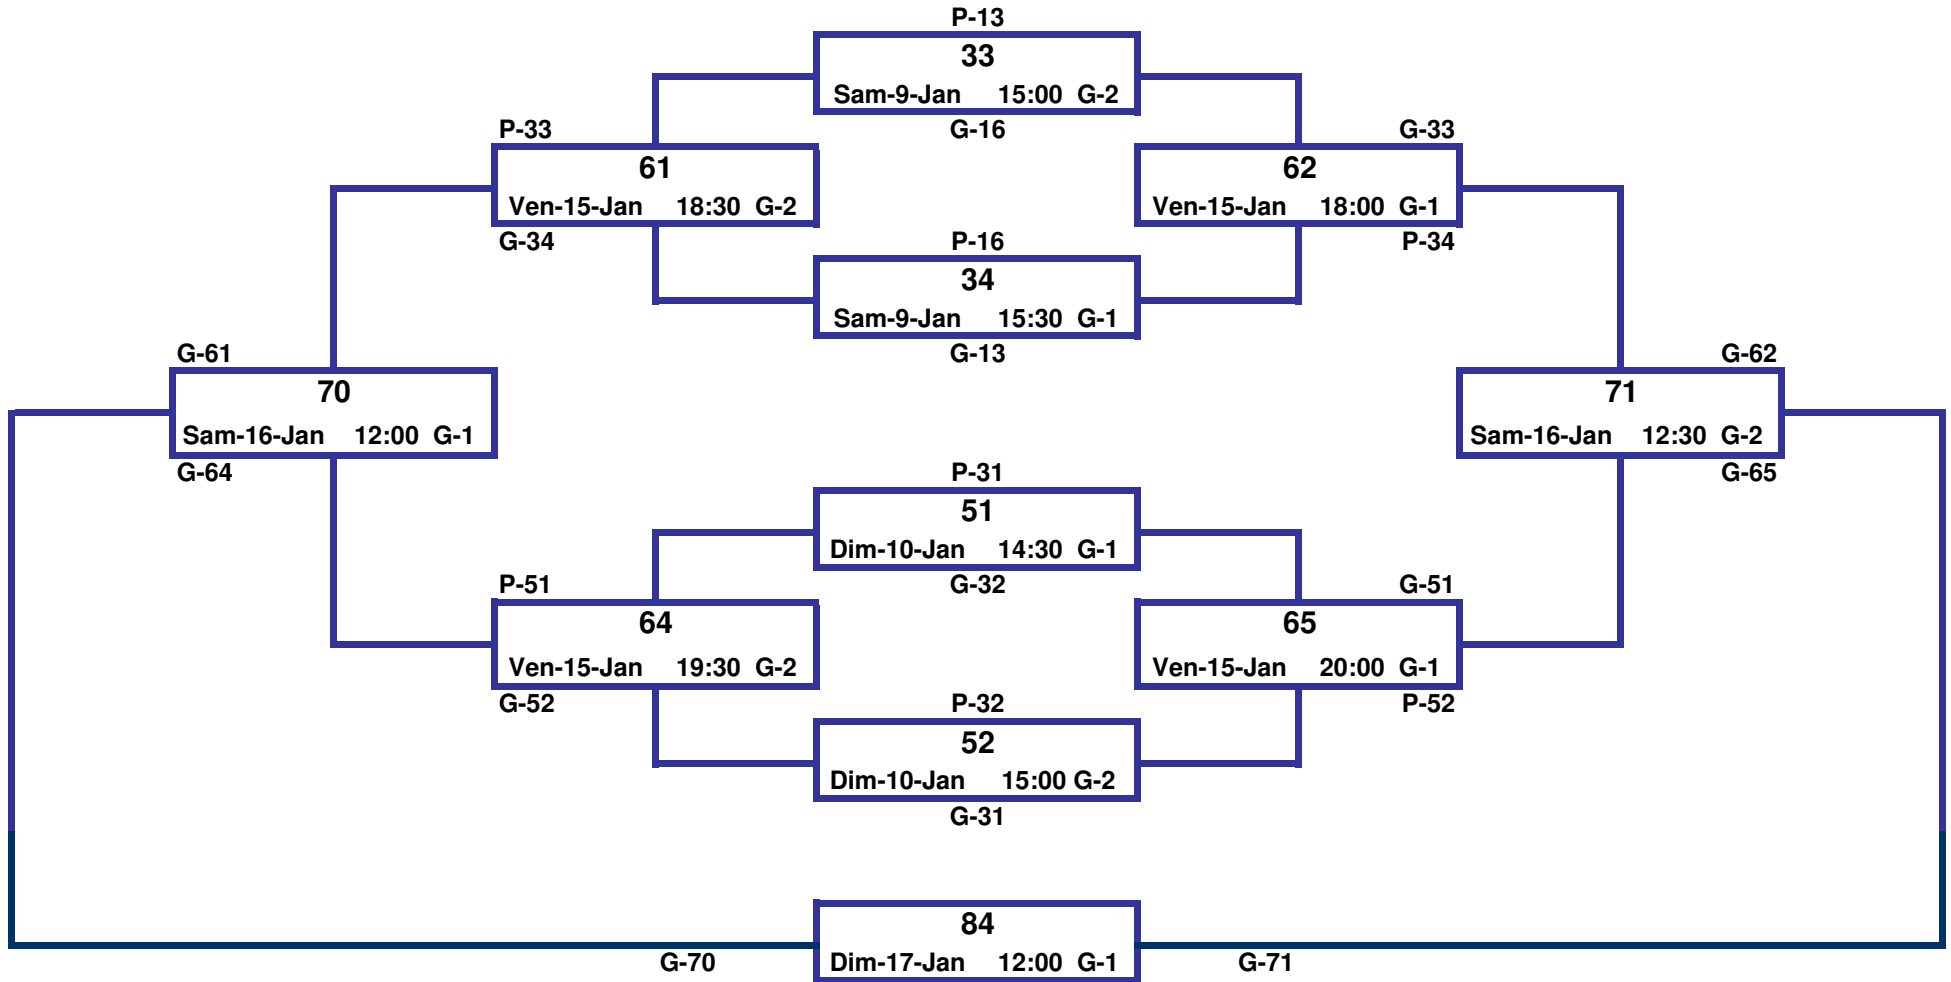 P-13
33
Sam-9-Jan 15:00 G-2
G-16
P-33
61
Ven-15-Jan 18:30 G-2
G-34
G-33
62
Ven-15-Jan 18:00 G-1
P-34
P-16
34
Sam-9-Jan 15:30 G-1
G-13
G-61
70
Sam-16-Jan 12:00 G-1
G-64
G-62
71
Sam-16-Jan 12:30 G-2
G-65
P-31
51
Dim-10-Jan 14:30 G-1
G-32
P-51
64
Ven-15-Jan 19:30 G-2
G-52
G-51
65
Ven-15-Jan 20:00 G-1
P-52
P-32
52
Dim-10-Jan 15:00 G-2
G-31
84
G-70 Dim-17-Jan 12:00 G-1 G-71